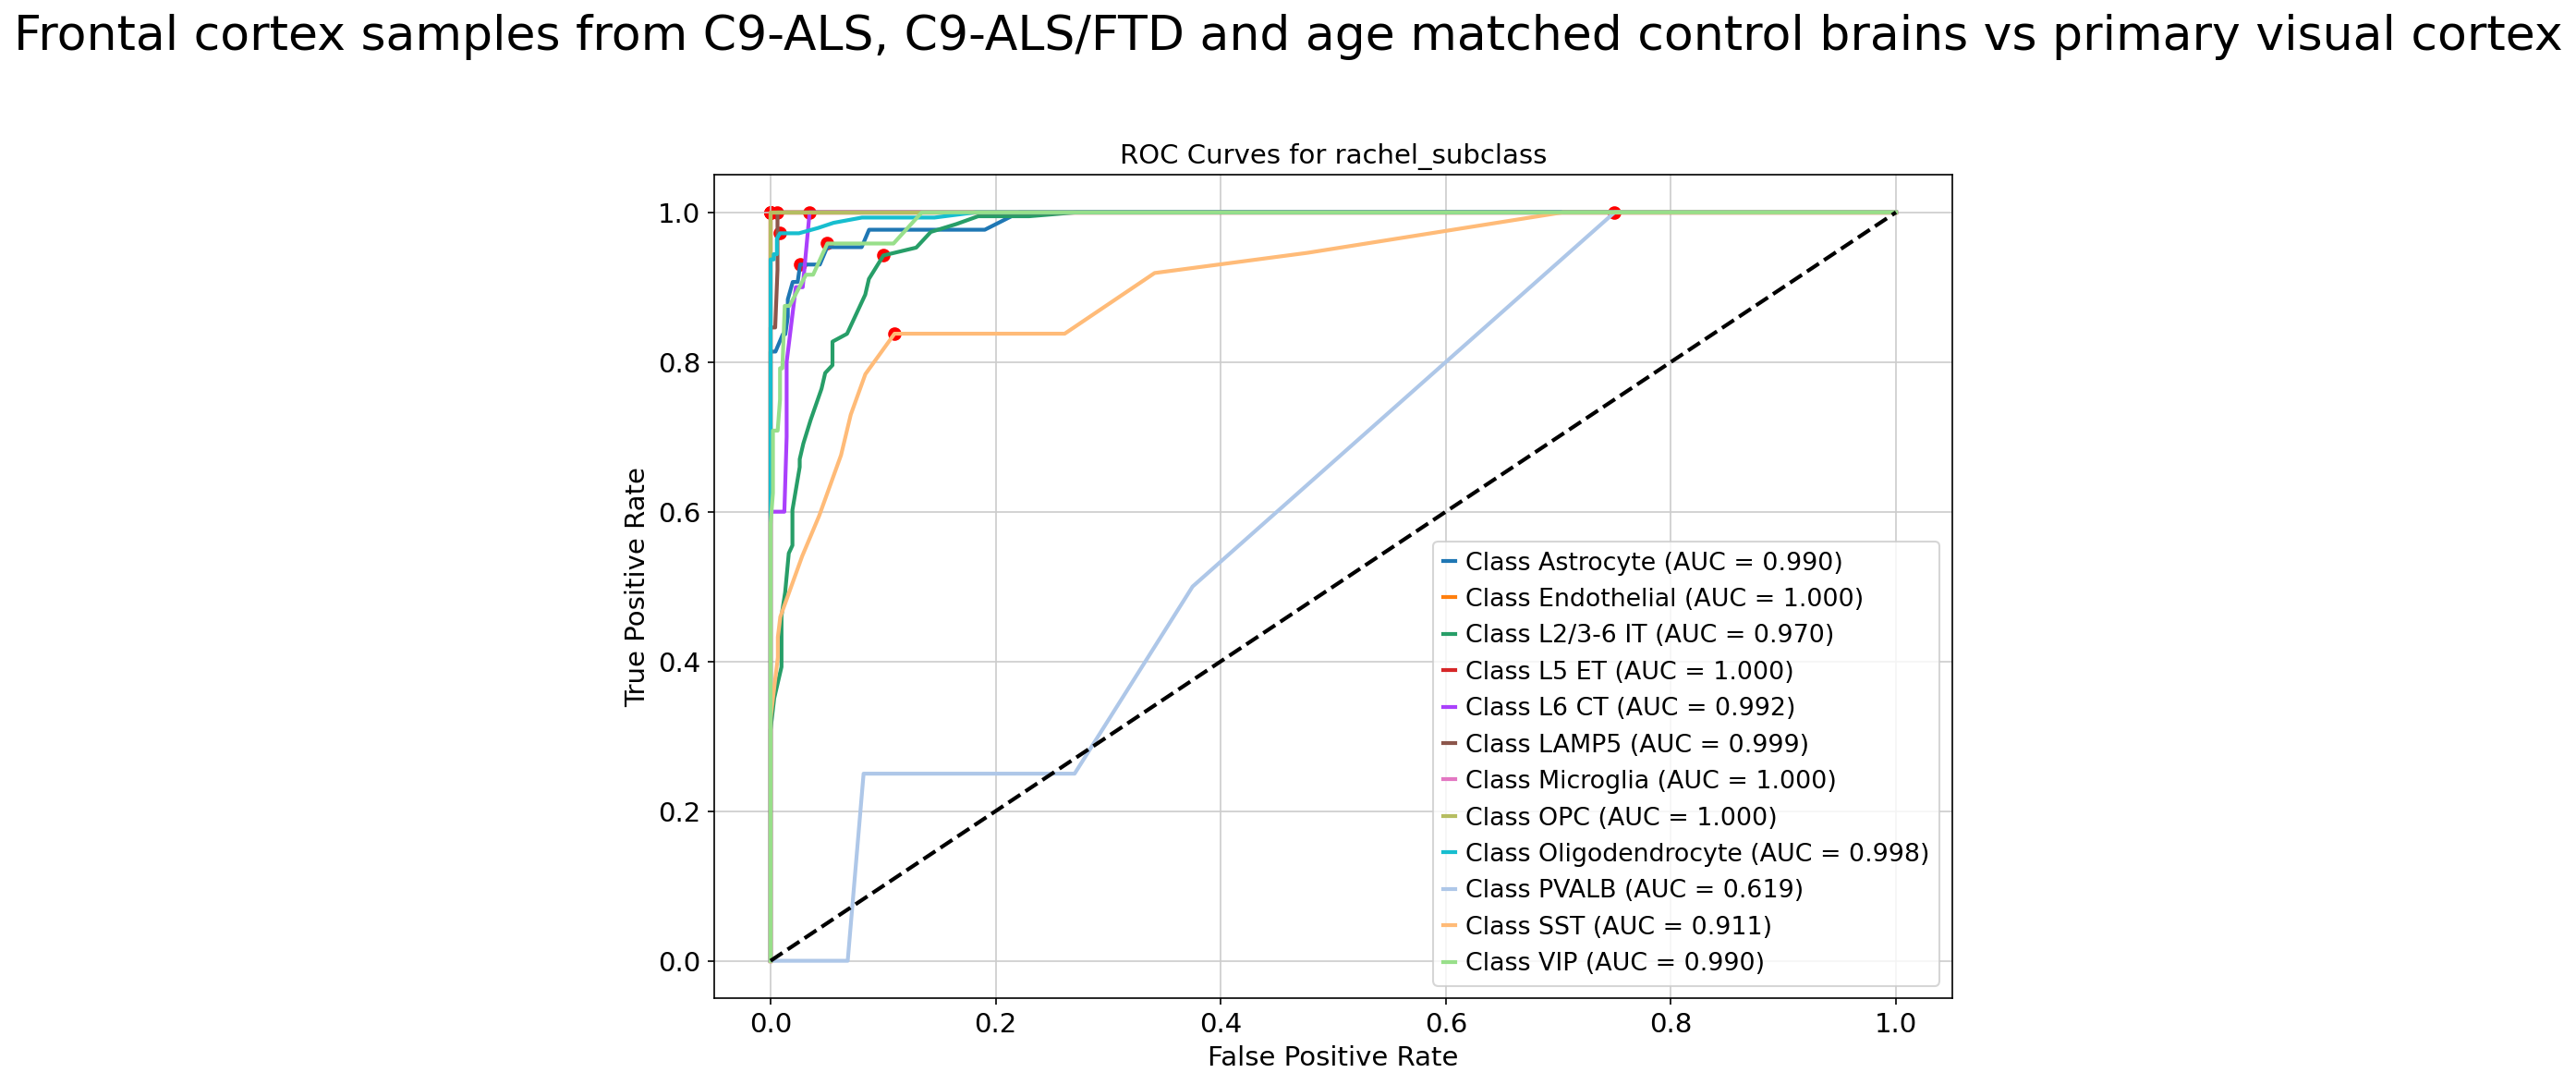 Frontal cortex samples from C9-ALS, C9-ALS/FTD and age matched control brains vs primary visual cortex
ROC Curves for rachel_subclass
True Positive Rate
1.0
0.8
0.6
0.4
0.2
0.0
Class Astrocyte (AUC = 0.990)
Class Endothelial (AUC = 1.000)
Class L2/3-6 IT (AUC = 0.970)
Class L5 ET (AUC = 1.000)
Class L6 CT (AUC = 0.992)
Class LAMP5 (AUC = 0.999)
Class Microglia (AUC = 1.000)
Class OPC (AUC = 1.000)
Class Oligodendrocyte (AUC = 0.998)
Class PVALB (AUC = 0.619)
Class SST (AUC = 0.911)
Class VIP (AUC = 0.990)
0.0 0.2 0.4 0.6 0.8 1.0
False Positive Rate